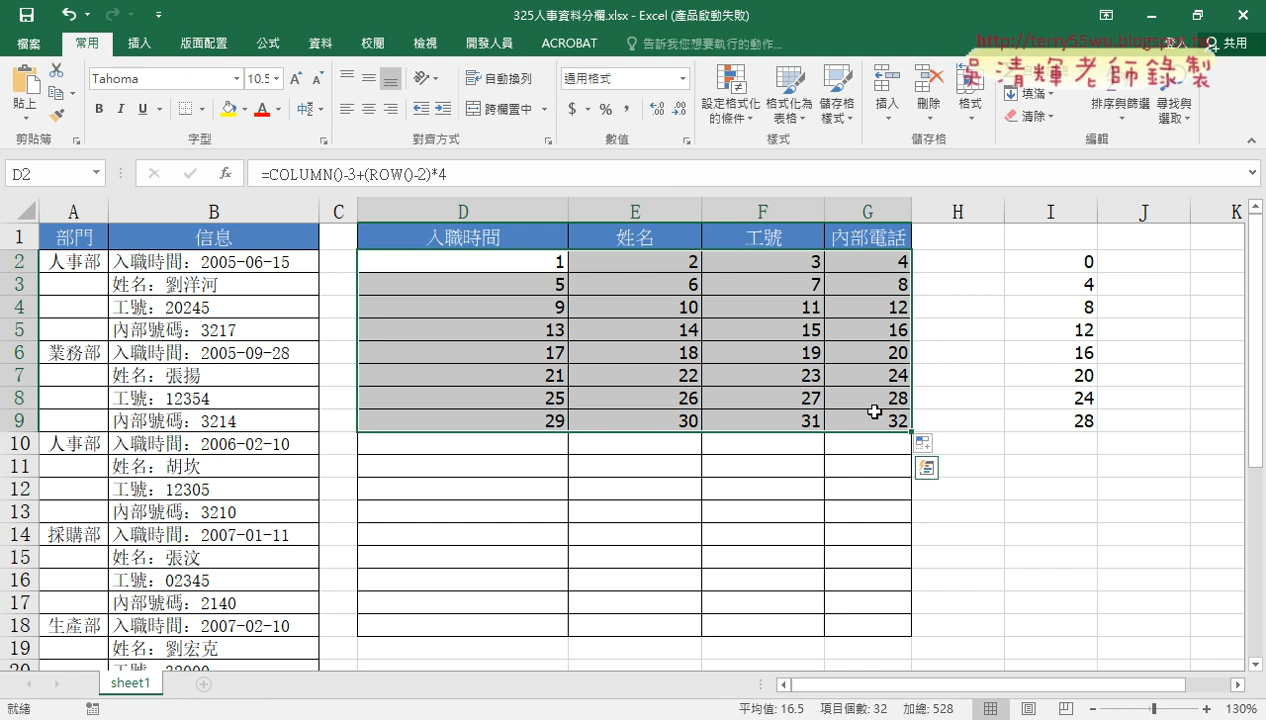 325人事資料分欄.xlsx - Excel (產品啟動失敗)
檔案 常用 插入 版面配置 公式 資料 校閱 檢視 開發人員 ACROBAT 告訴我您想要執行的動作... 登入 共用
http://terry55wu.blogspot.tw
吳清輝老師錄製
Tahoma 10.5 自動換列 通用格式
貼上 跨欄置中 設定格式化的條件 格式化為表格 儲存格樣式 插入 刪除 格式 填滿 清除 排序與篩選 尋找與選取
剪貼簿 字型 對齊方式 數值 樣式 儲存格 編輯
D2 =COLUMN()-3+(ROW()-2)*4
A B C D E F G H I J K
1 部門 信息 入職時間 姓名 工號 內部電話
2 人事部 入職時間：2005-06-15 1 2 3 4 0
3 姓名：劉洋河 5 6 7 8 4
4 工號：20245 9 10 11 12 8
5 內部號碼：3217 13 14 15 16 12
6 業務部 入職時間：2005-09-28 17 18 19 20 16
7 姓名：張揚 21 22 23 24 20
8 工號：12354 25 26 27 28 24
9 內部號碼：3214 29 30 31 32 28
10 人事部 入職時間：2006-02-10
11 姓名：胡坎
12 工號：12305
13 內部號碼：3210
14 採購部 入職時間：2007-01-11
15 姓名：張汶
16 工號：02345
17 內部號碼：2140
18 生產部 入職時間：2007-02-10
19 姓名：劉宏克
20
sheet1
就緒 平均值: 16.5 項目個數: 32 加總: 528 130%